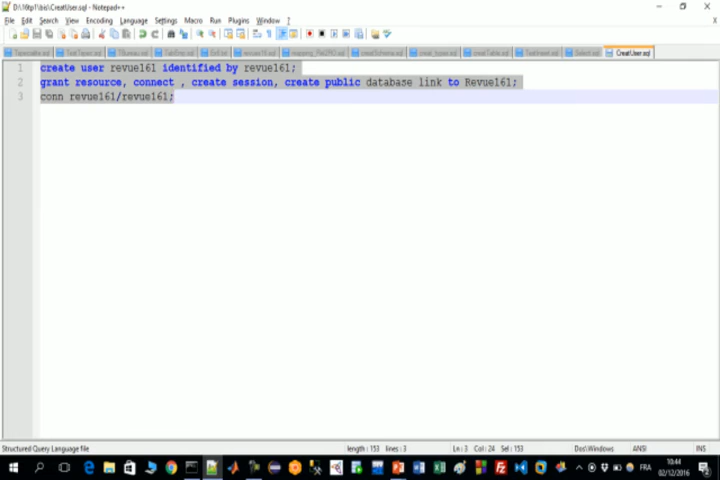 D:\16tp1\bis\CreatUser.sql - Notepad++
File Edit Search View Encoding Language Settings Macro Run Plugins Window ?
X
CreatUser.sql
1 create user revue161 identified by revue161;
2 grant resource, connect , create session, create public database link to Revue161;
3 conn revue161/revue161;
Structured Query Language file length : 153 lines : 3 Ln : 3 Col : 24 Sel : 153 Dos\Windows ANSI INS
FRA 10:44
02/12/2016